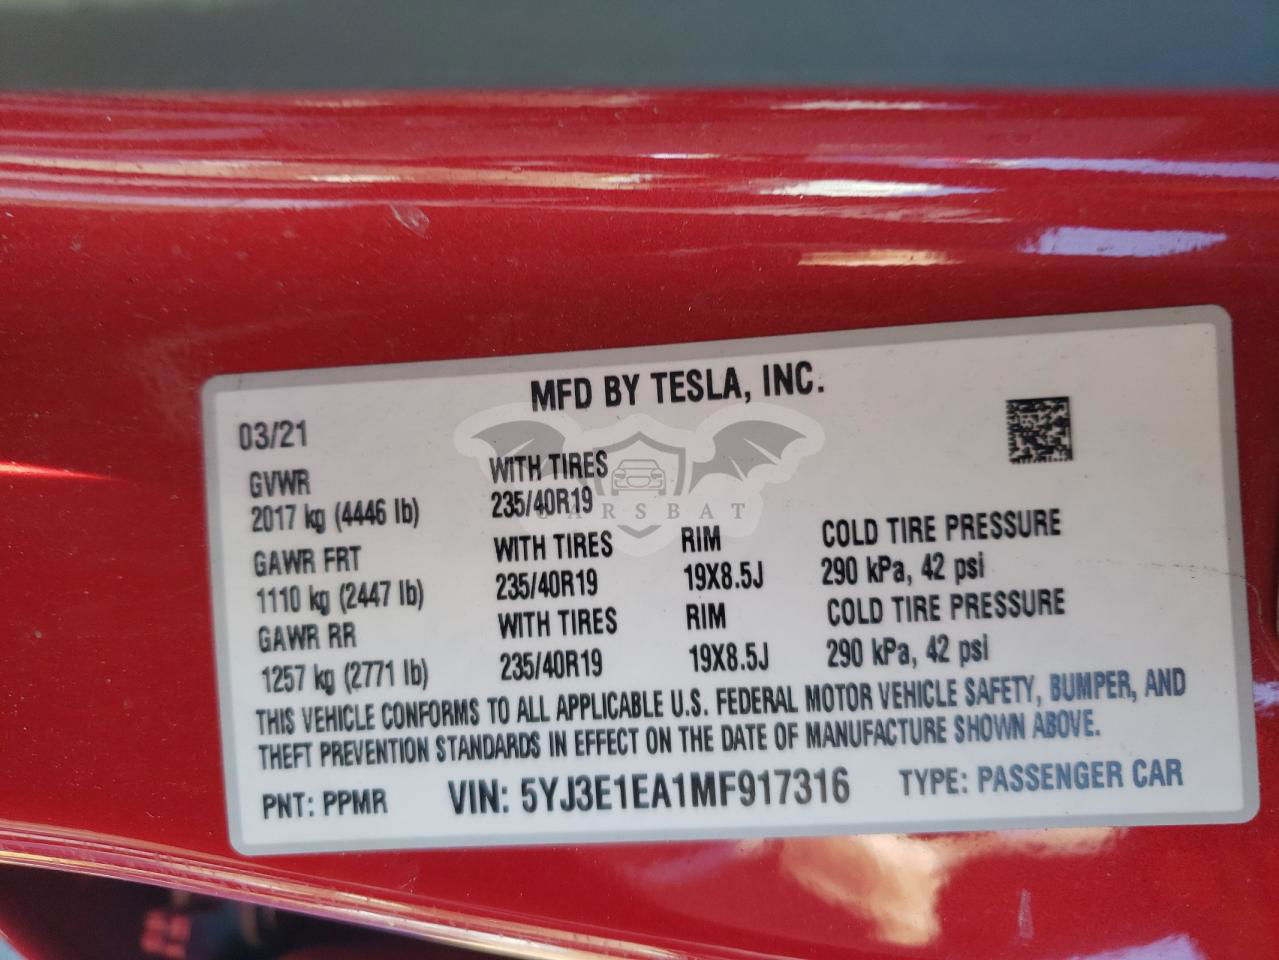 MFD BY TESLA, INC.
03/21
GVWR WITH TIRES
2017 kg (4446 lb) 235/40R19
CARSBAT
GAWR FRT WITH TIRES RIM COLD TIRE PRESSURE
1110 kg (2447 lb) 235/40R19 19X8.5J 290 kPa, 42 psi
GAWR RR WITH TIRES RIM COLD TIRE PRESSURE
1257 kg (2771 lb) 235/40R19 19X8.5J 290 kPa, 42 psi
THIS VEHICLE CONFORMS TO ALL APPLICABLE U.S. FEDERAL MOTOR VEHICLE SAFETY, BUMPER, AND
THEFT PREVENTION STANDARDS IN EFFECT ON THE DATE OF MANUFACTURE SHOWN ABOVE.
PNT: PPMR VIN: 5YJ3E1EA1MF917316 TYPE: PASSENGER CAR